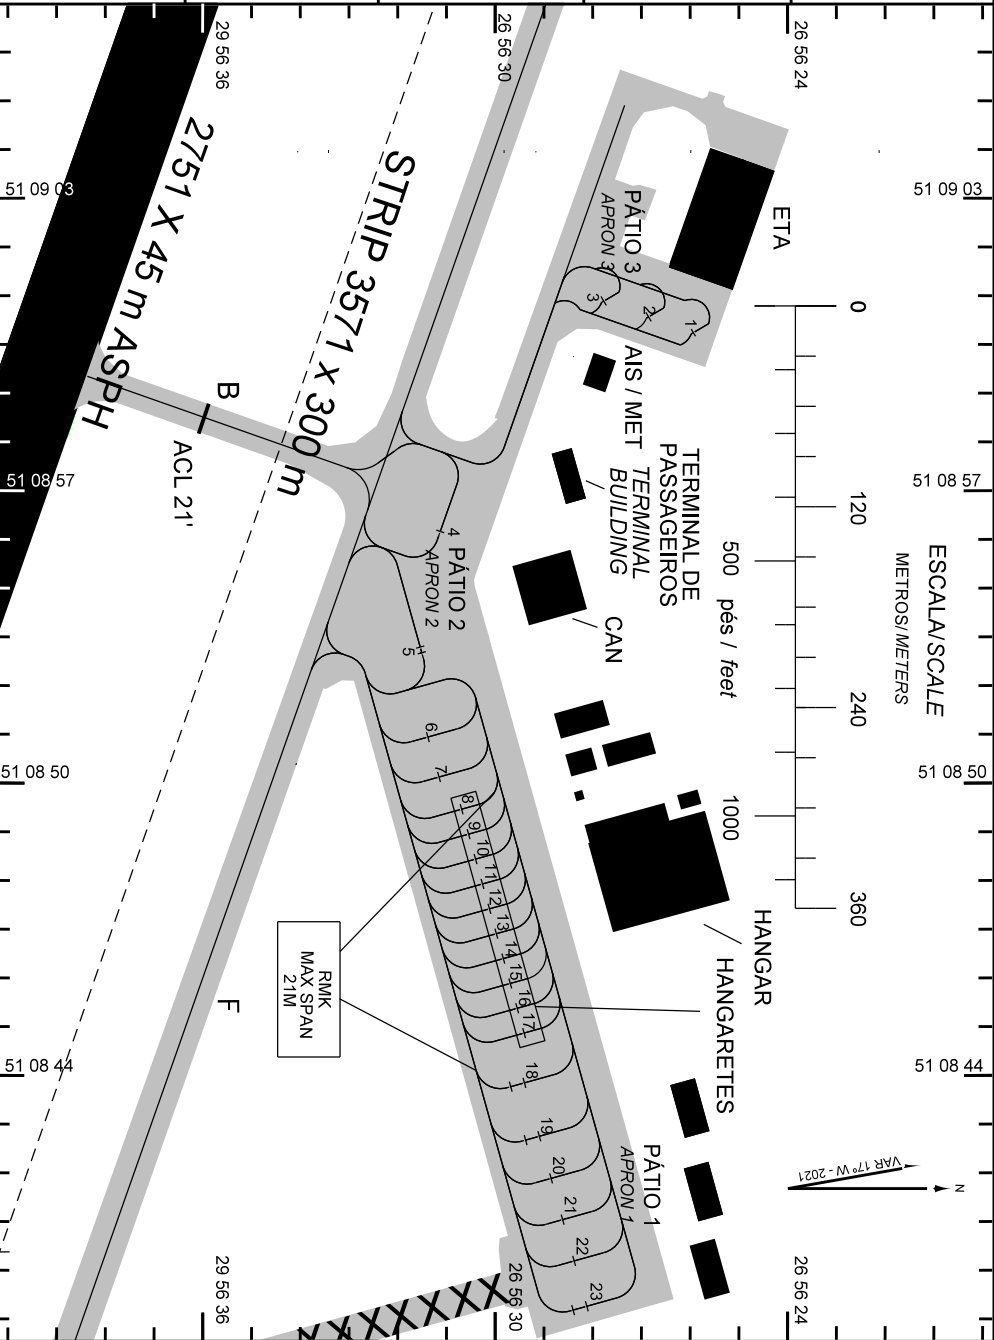 29 56 36
26 56 30
26 56 24
51 09 03
51 09 03
2751 X 45 m ASPH
STRIP 3571 x 300 m
ETA
PÁTIO 3
APRON 3
1
2
3
AIS / MET
B
ACL 21'
TERMINAL DE
PASSAGEIROS
TERMINAL
BUILDING
51 08 57
51 08 57
4
PÁTIO 2
APRON 2
5
CAN
ESCALA/SCALE
METROS/METERS
0
120
240
360
500
pés / feet
1000
51 08 50
51 08 50
6
7
8
9
10
11
12
13
14
15
16
17
18
19
20
21
22
23
HANGAR
HANGARETES
RMK
MAX SPAN
21M
F
51 08 44
51 08 44
PÁTIO 1
APRON 1
VAR 17° W - 2021
N
29 56 36
26 56 30
26 56 24